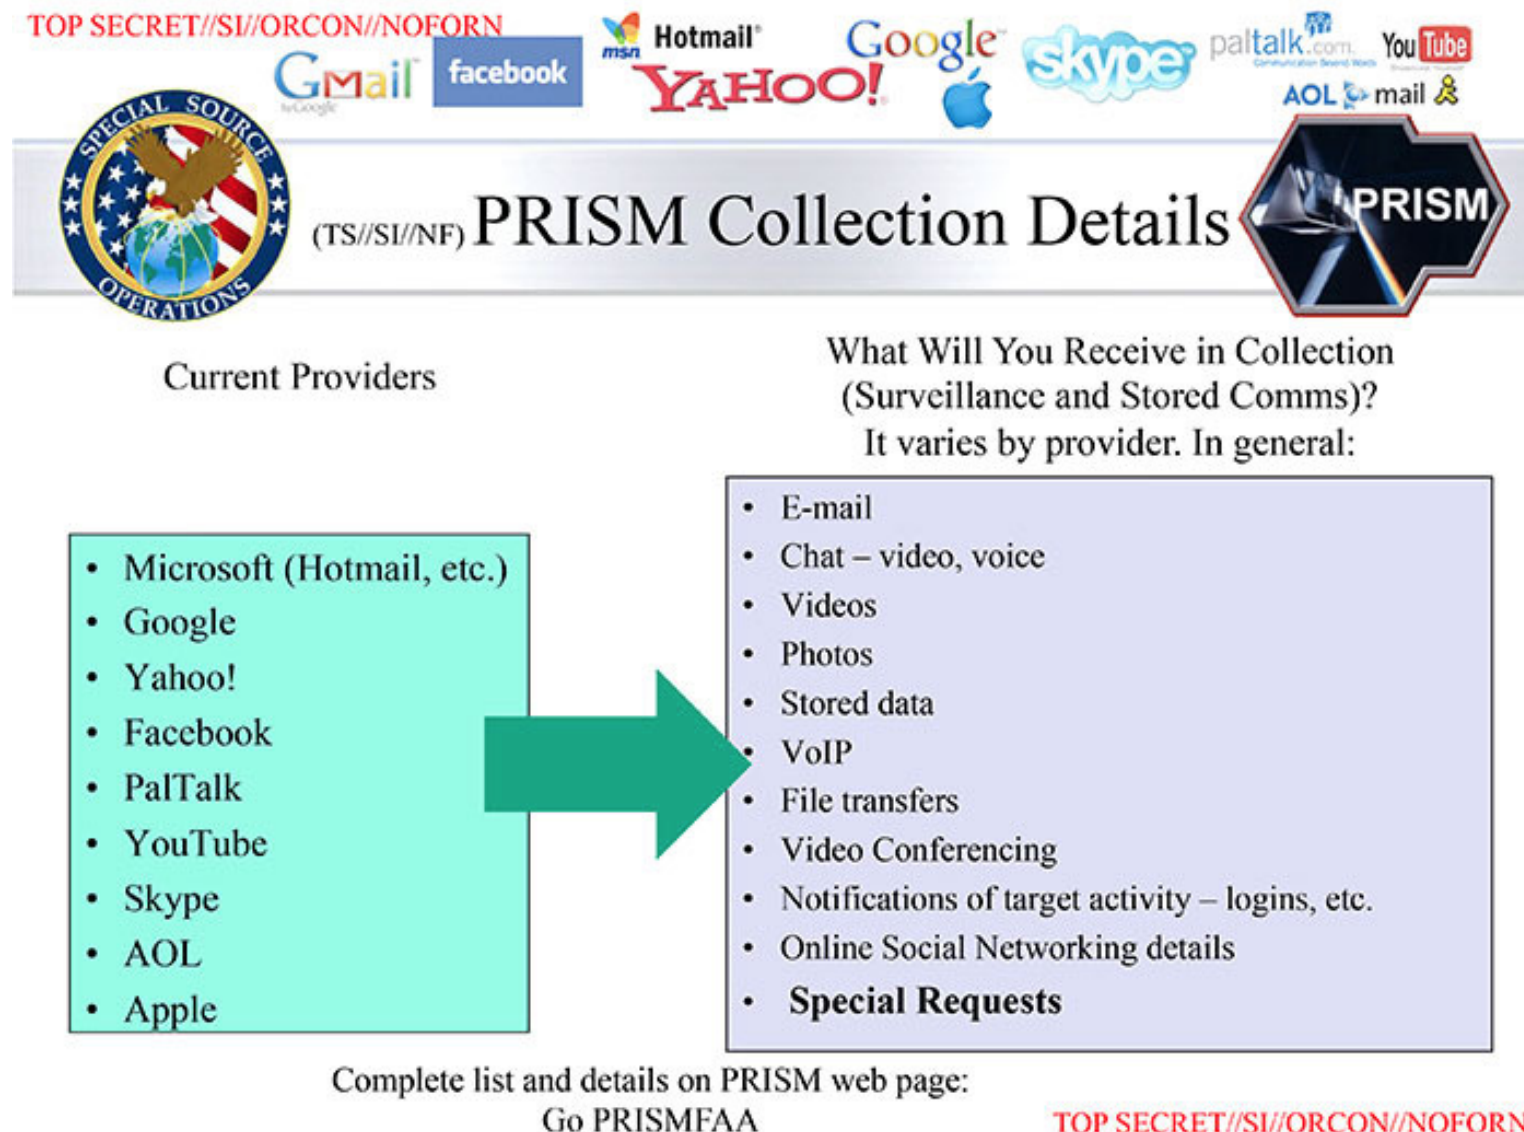 TOP SECRET//SI//ORCON//NOFORN
Gmail
by Google
facebook
msn Hotmail
YAHOO!
Google
skype
paltalk.com
Communication Beyond Words
YouTube
AOL mail
SPECIAL SOURCE
OPERATIONS
(TS//SI//NF) PRISM Collection Details
PRISM
Current Providers
• Microsoft (Hotmail, etc.)
• Google
• Yahoo!
• Facebook
• PalTalk
• YouTube
• Skype
• AOL
• Apple
What Will You Receive in Collection
(Surveillance and Stored Comms)?
It varies by provider. In general:
• E-mail
• Chat – video, voice
• Videos
• Photos
• Stored data
• VoIP
• File transfers
• Video Conferencing
• Notifications of target activity – logins, etc.
• Online Social Networking details
• Special Requests
Complete list and details on PRISM web page:
Go PRISMFAA
TOP SECRET//SI//ORCON//NOFORN